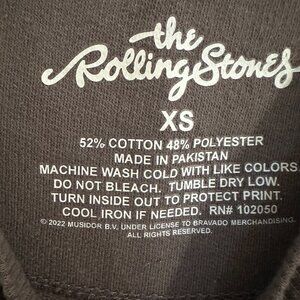 the
Rolling Stones
XS
52% COTTON 48% POLYESTER
MADE IN PAKISTAN
MACHINE WASH COLD WITH LIKE COLORS.
DO NOT BLEACH. TUMBLE DRY LOW.
TURN INSIDE OUT TO PROTECT PRINT.
COOL IRON IF NEEDED. RN# 102050
© 2022 MUSIDOR B.V. UNDER LICENSE TO BRAVADO MERCHANDISING.
ALL RIGHTS RESERVED.